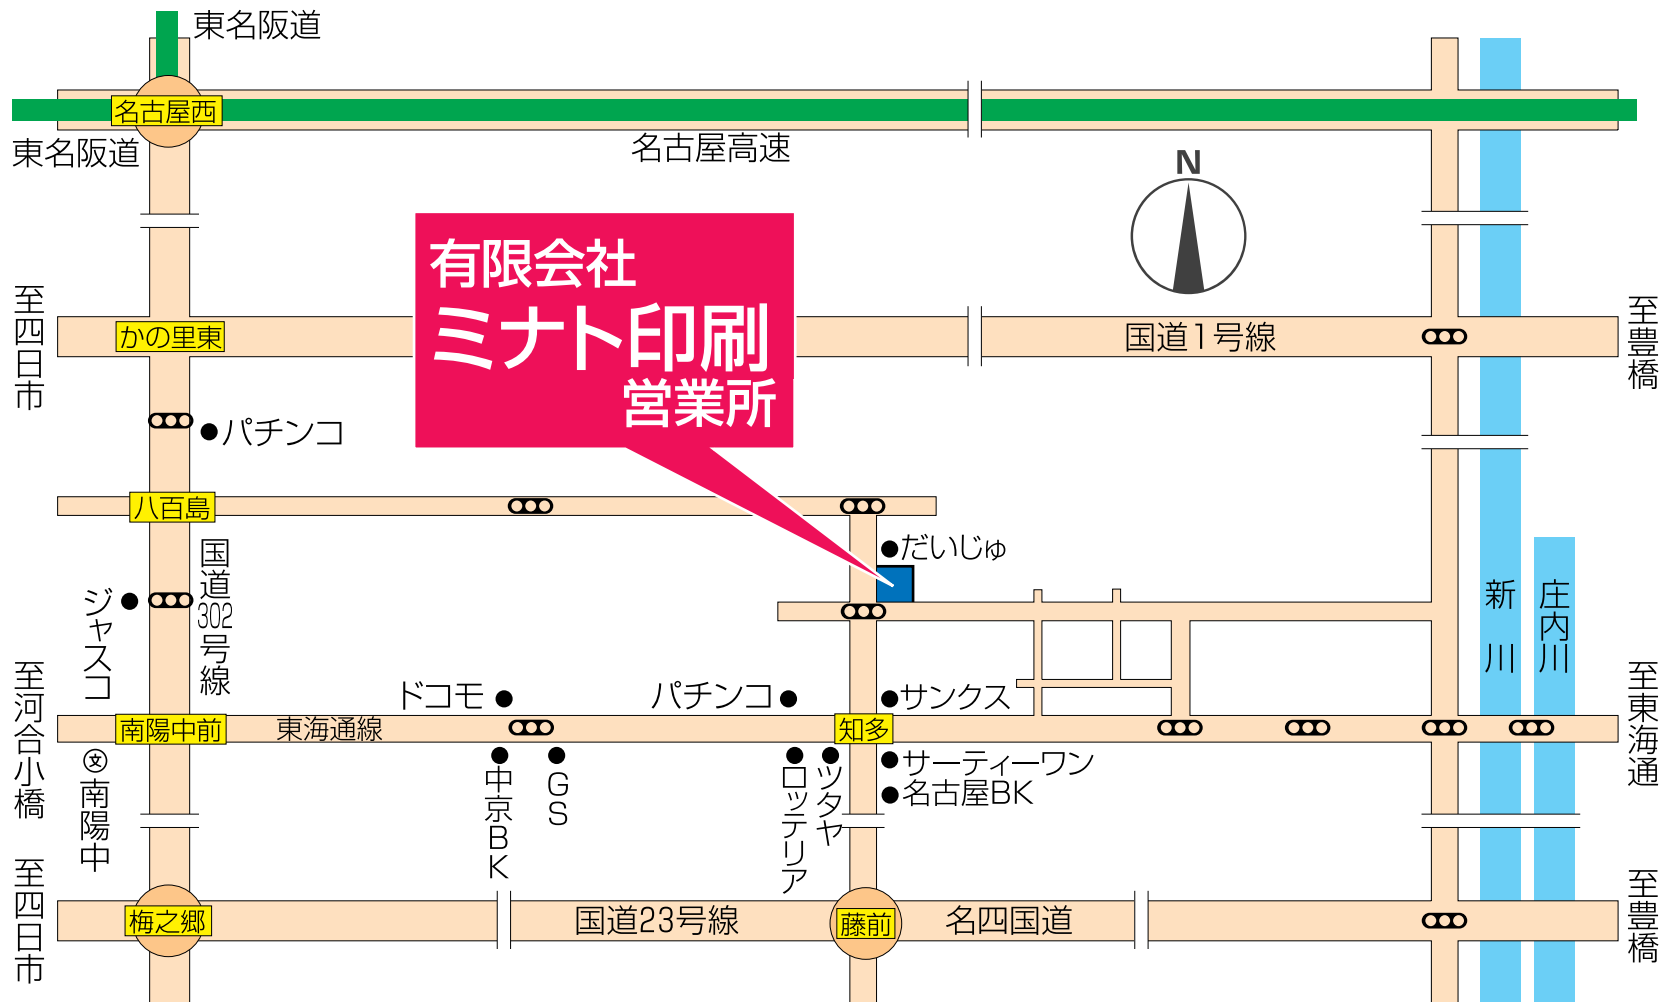 東名阪道
名古屋西
東名阪道
名古屋高速
N
有限会社
ミナト印刷
営業所
至四日市
かの里東
国道1号線
至豊橋
パチンコ
八百島
国道302号線
だいじゅ
ジャスコ
新川
庄内川
至河合小橋
ドコモ
パチンコ
サンクス
至東海通
南陽中前
東海通線
知多
文
南陽中
中京BK
GS
ロッテリア
ツタヤ
サーティーワン
名古屋BK
至四日市
梅之郷
国道23号線
藤前
名四国道
至豊橋